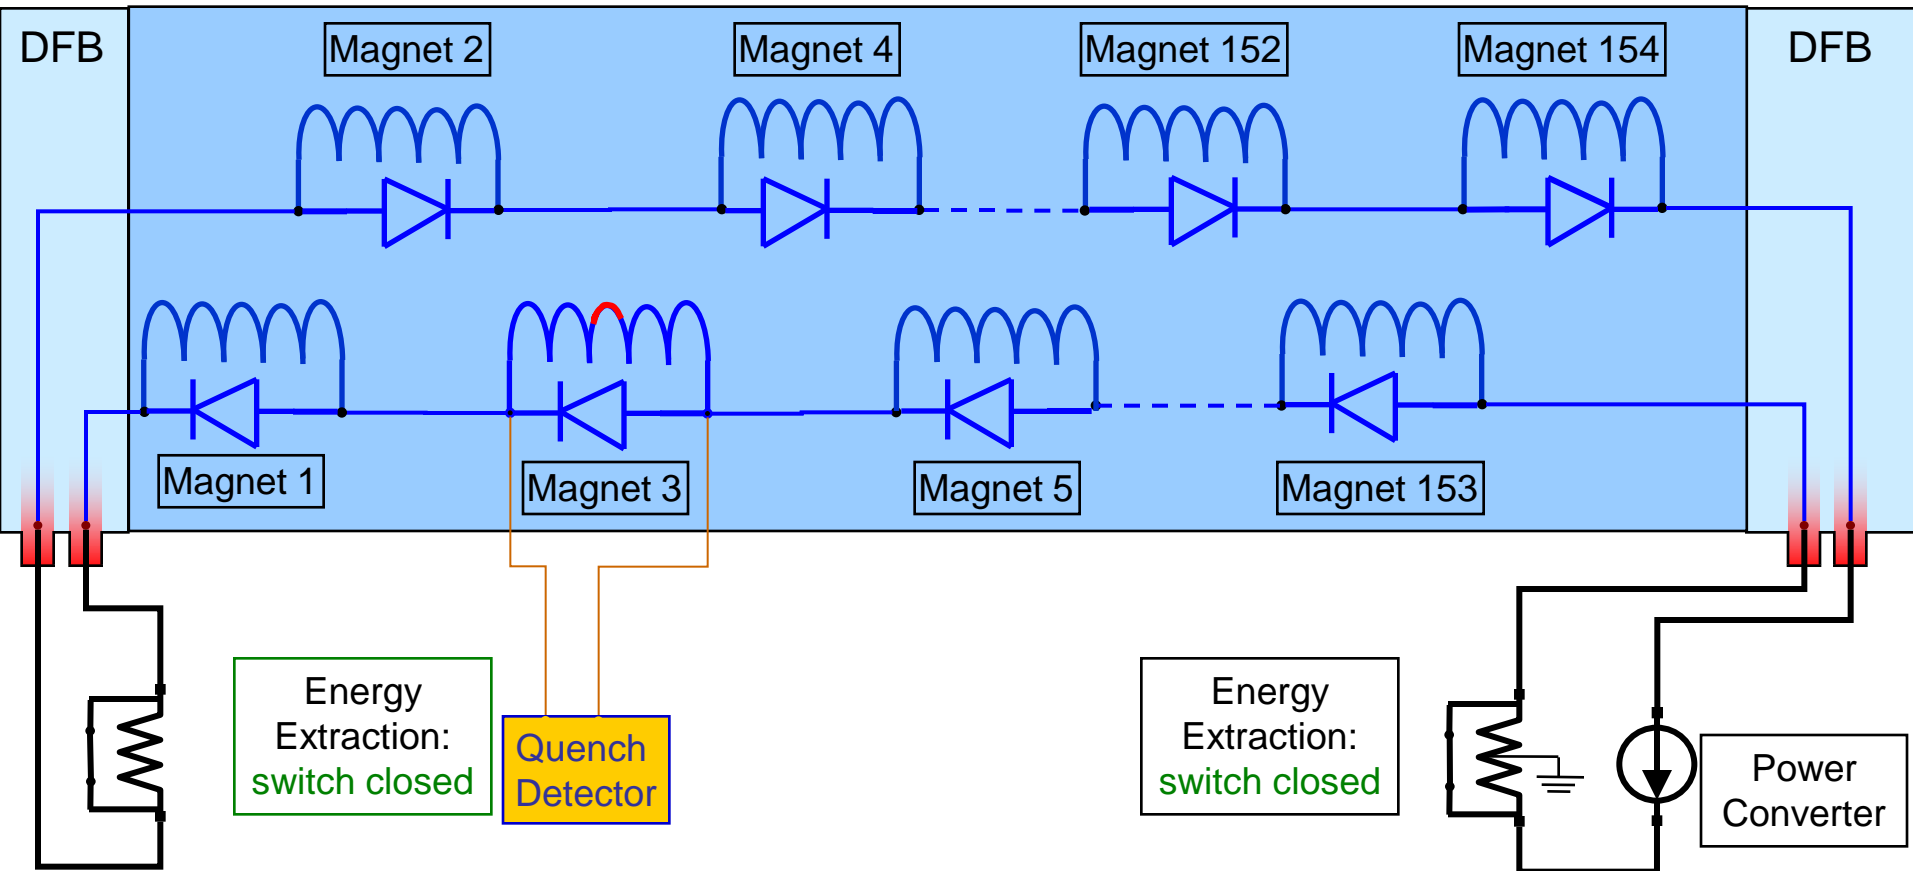 DFB
Magnet 2
Magnet 4
Magnet 152
Magnet 154
DFB
Magnet 1
Magnet 3
Magnet 5
Magnet 153
Energy
Extraction:
switch closed
Quench
Detector
Energy
Extraction:
switch closed
Power
Converter